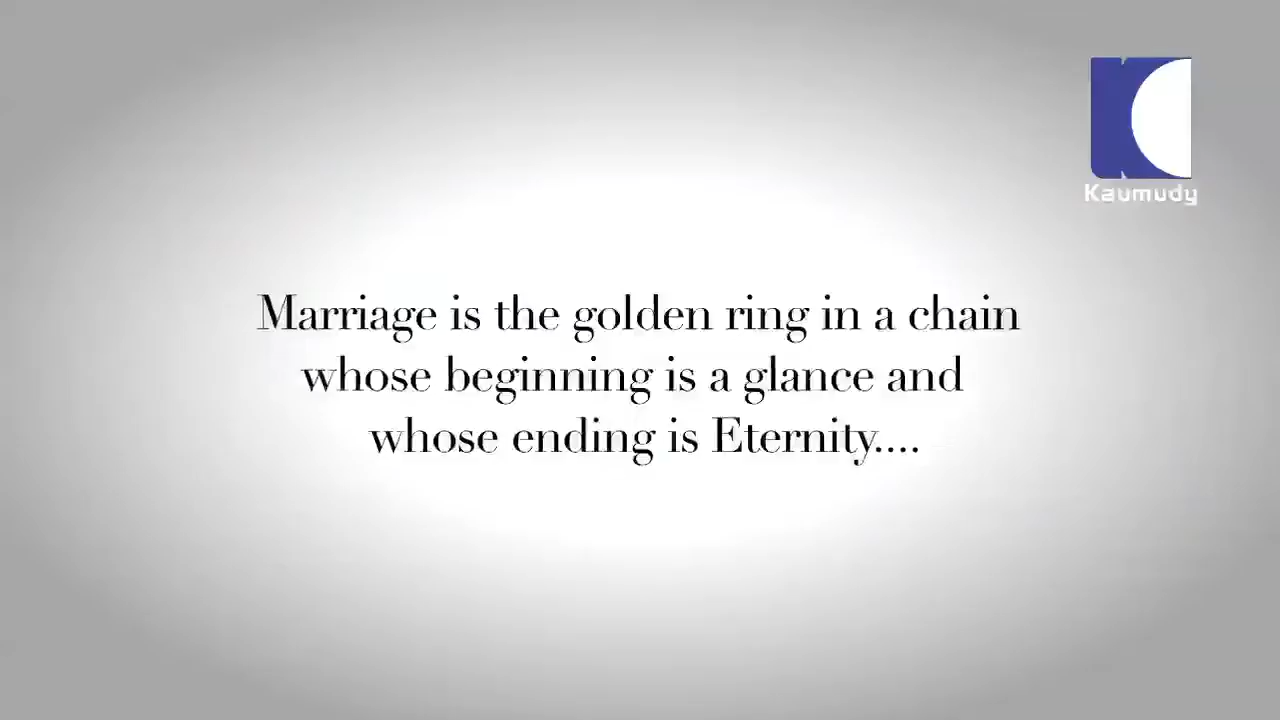 Kaumudy
Marriage is the golden ring in a chain
whose beginning is a glance and
whose ending is Eternity....